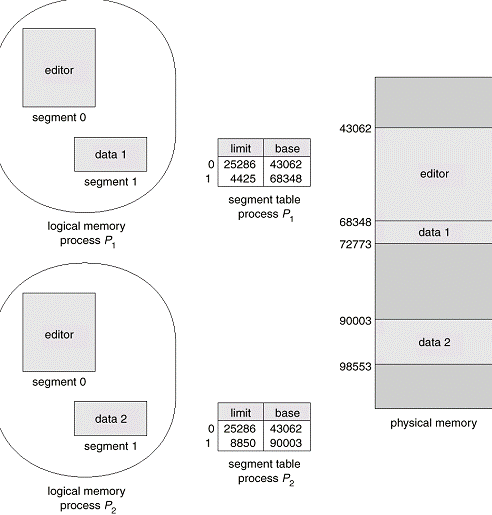 editor
segment 0
data 1
segment 1
logical memory
process P1
limit base
0 25286 43062
1 4425 68348
segment table
process P1
editor
segment 0
data 2
segment 1
logical memory
process P2
limit base
0 25286 43062
1 8850 90003
segment table
process P2
43062
editor
68348
data 1
72773
90003
data 2
98553
physical memory